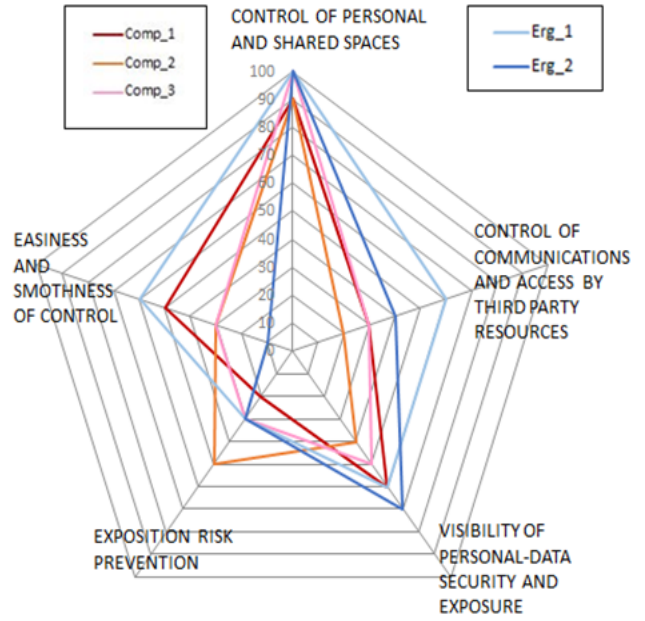 CONTROL OF PERSONAL
AND SHARED SPACES
Comp_1
Comp_2
Comp_3
Erg_1
Erg_2
100
90
80
70
60
50
40
30
20
10
0
EASINESS
AND
SMOTHNESS
OF CONTROL
CONTROL OF
COMMUNICATIONS
AND ACCESS BY
THIRD PARTY
RESOURCES
EXPOSITION RISK
PREVENTION
VISIBILITY OF
PERSONAL-DATA
SECURITY AND
EXPOSURE